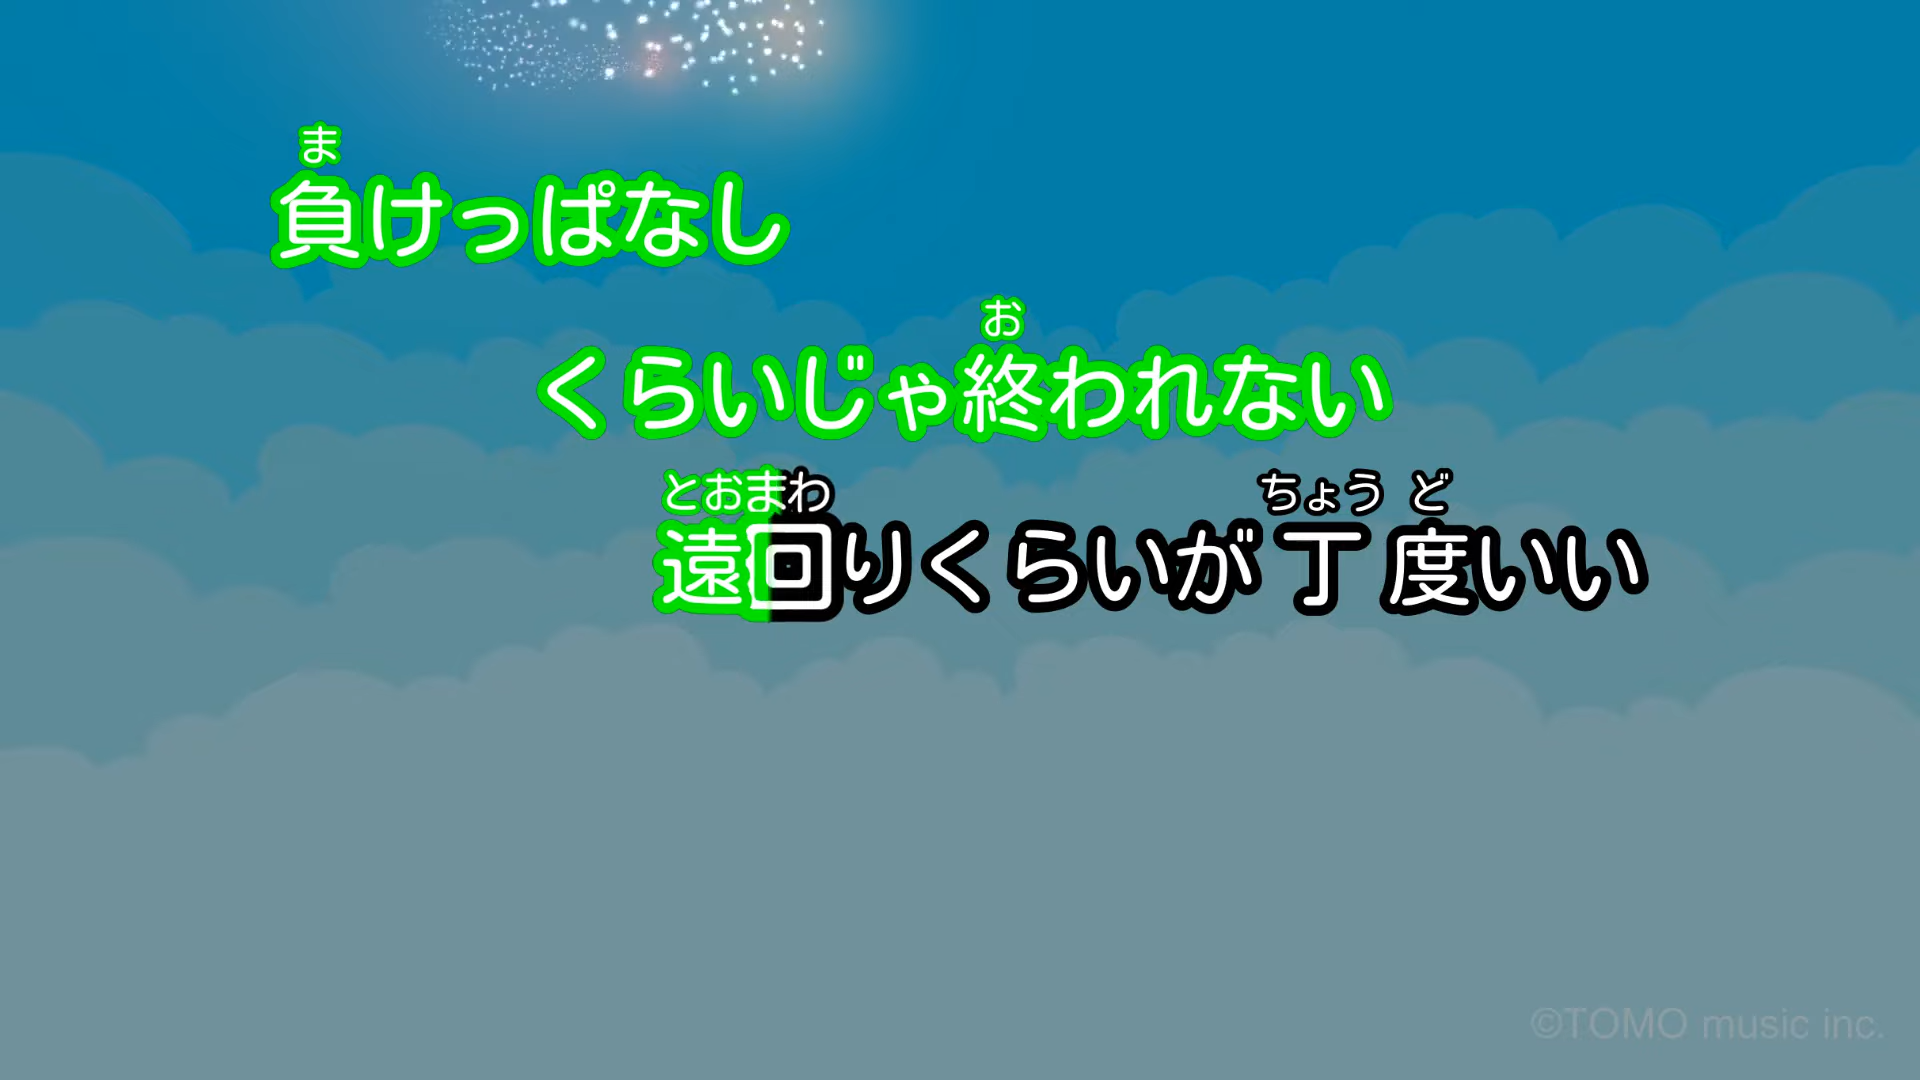 ま
負けっぱなし
お
くらいじゃ終われない
とおまわ ちょう ど
遠回りくらいが丁度いい
©TOMO music inc.